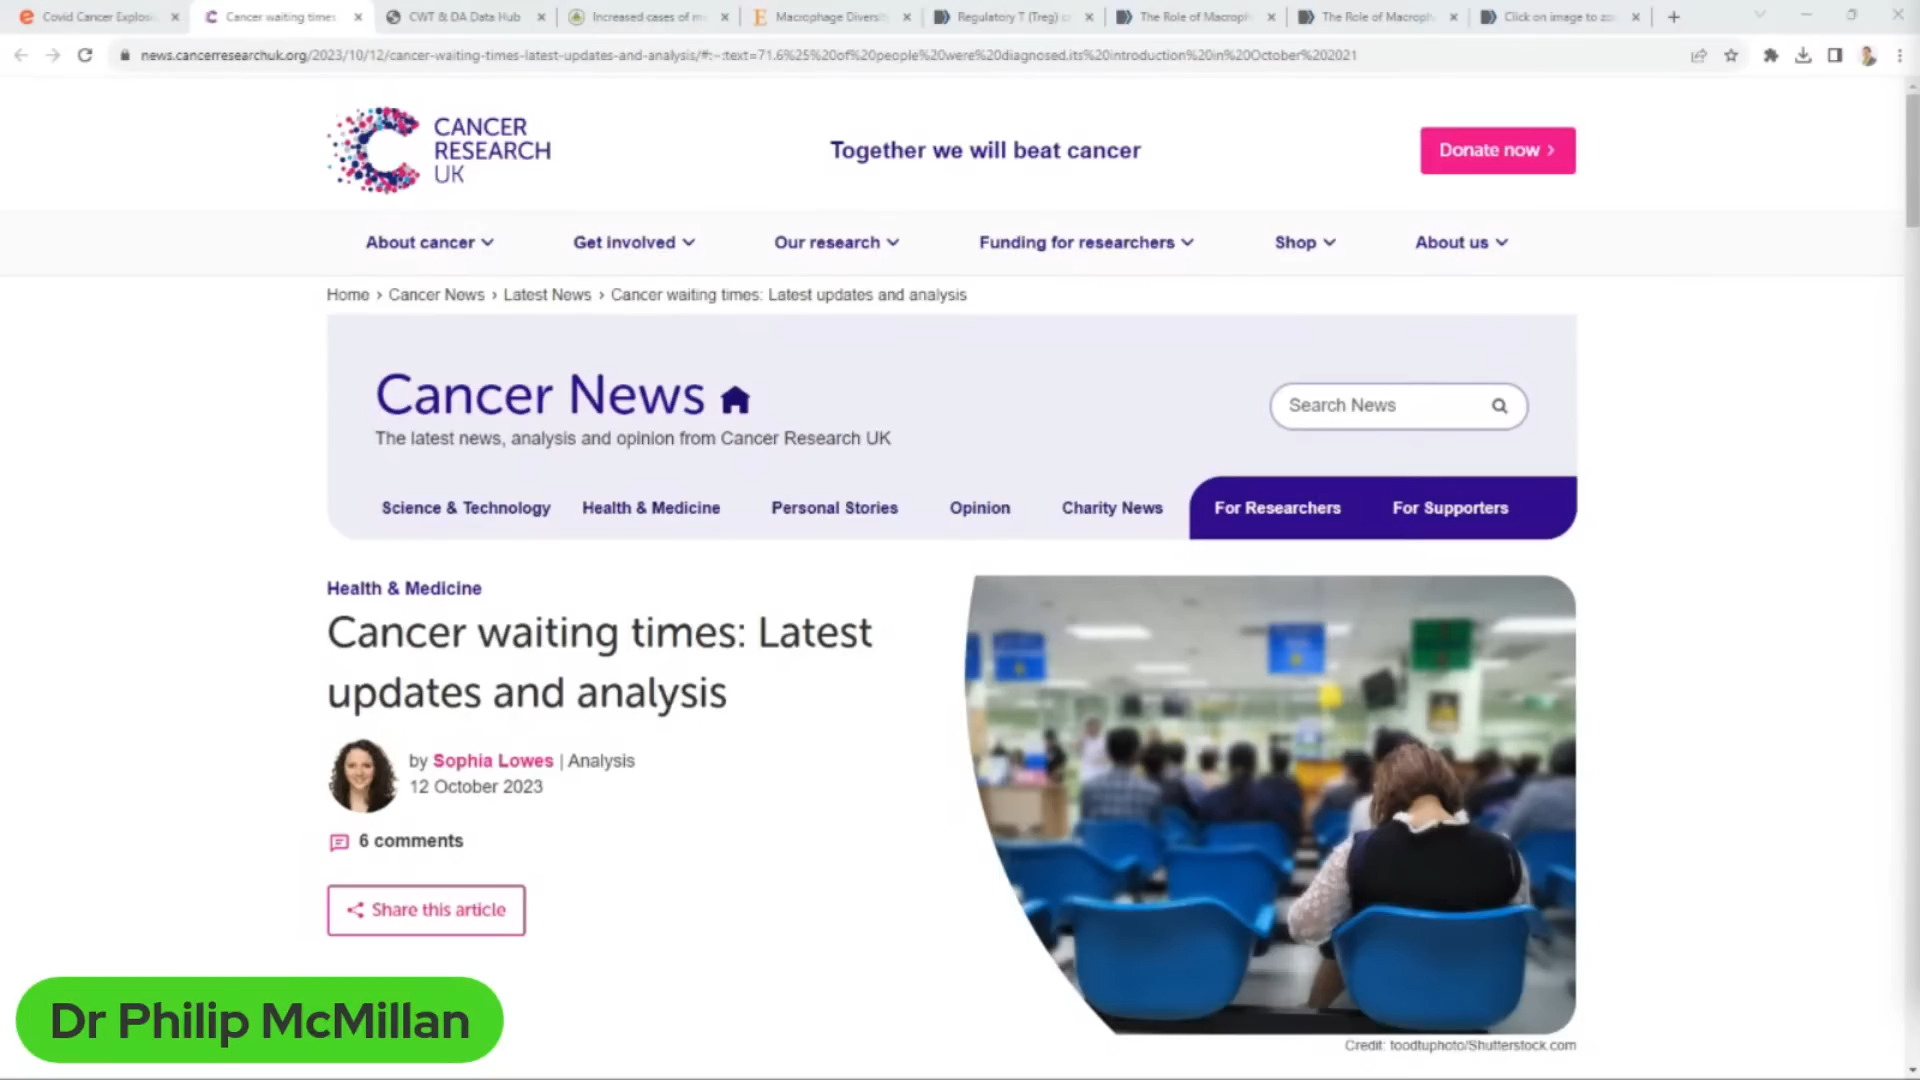 Covid Cancer Explosi
Cancer waiting times:
CWT & DA Data Hub
Increased cases of m
Macrophage Diversit
Regulatory T (Treg) c
The Role of Macroph
The Role of Macroph
Click on image to zo
news.cancerresearchuk.org/2023/10/12/cancer-waiting-times-latest-updates-and-analysis/#:~:text=71.6%25%20of%20people%20were%20diagnosed,its%20introduction%20in%20October%202021
CANCER
RESEARCH
UK
Together we will beat cancer
Donate now
About cancer
Get involved
Our research
Funding for researchers
Shop
About us
Home › Cancer News › Latest News › Cancer waiting times: Latest updates and analysis
Cancer News
Search News
The latest news, analysis and opinion from Cancer Research UK
Science & Technology
Health & Medicine
Personal Stories
Opinion
Charity News
For Researchers
For Supporters
Health & Medicine
Cancer waiting times: Latest
updates and analysis
by Sophia Lowes | Analysis
12 October 2023
6 comments
Share this article
Dr Philip McMillan
Credit: toodtuphoto/Shutterstock.com